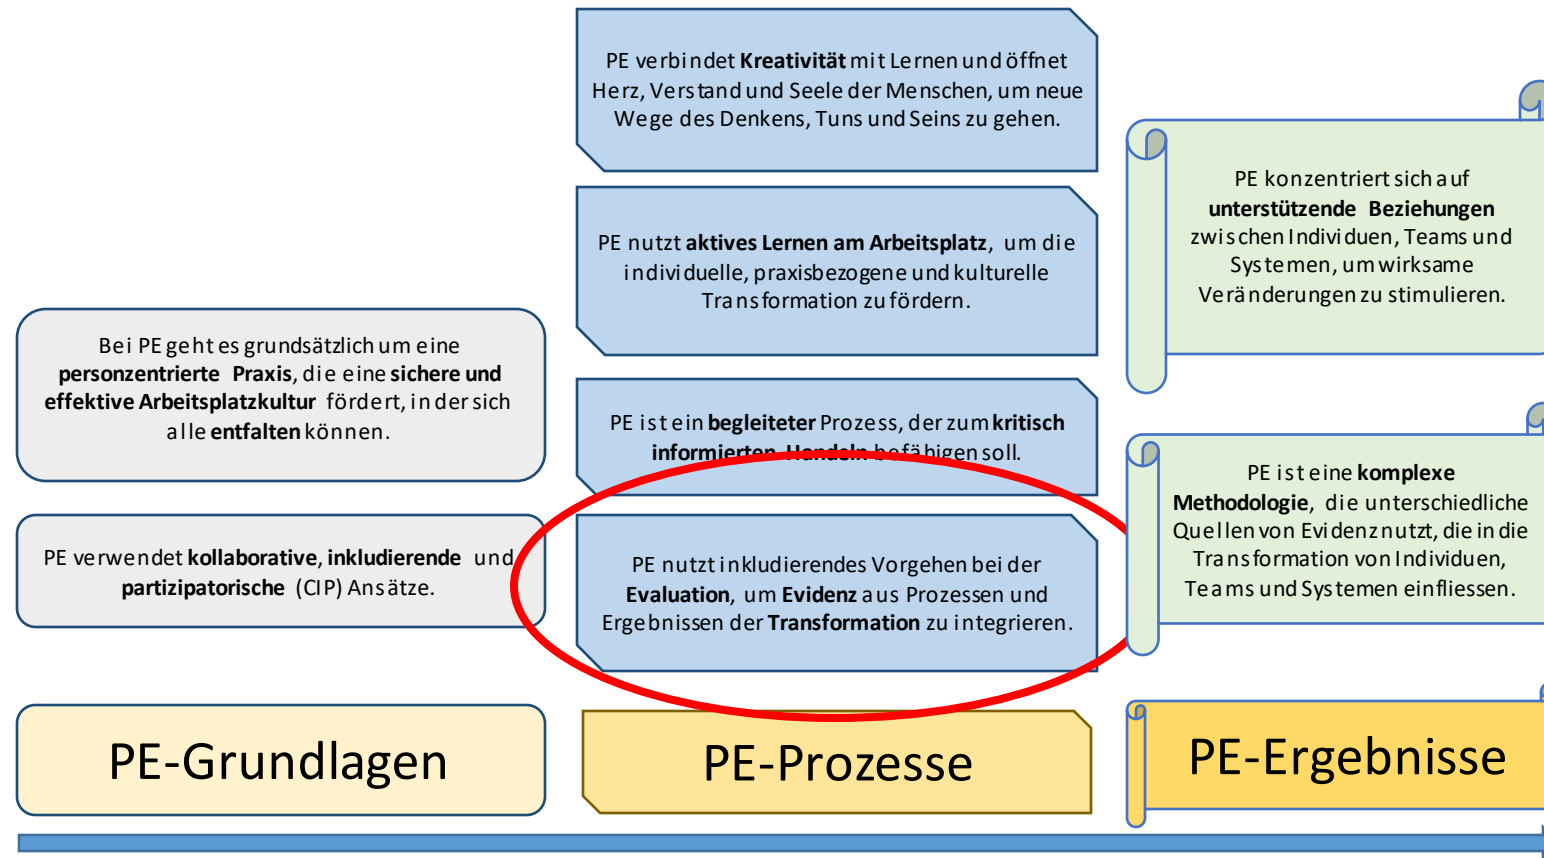 PE verbindet Kreativität mit Lernen und öffnet
Herz, Verstand und Seele der Menschen, um neue
Wege des Denkens, Tuns und Seins zu gehen.
PE nutzt aktives Lernen am Arbeitsplatz, um die
individuelle, praxisbezogene und kulturelle
Transformation zu fördern.
PE konzentriert sich auf
unterstützende Beziehungen
zwischen Individuen, Teams und
Systemen, um wirksame
Veränderungen zu stimulieren.
Bei PE geht es grundsätzlich um eine
personzentrierte Praxis, die eine sichere und
effektive Arbeitsplatzkultur fördert, in der sich
alle entfalten können.
PE ist ein begleiteter Prozess, der zum kritisch
informierten Handeln befähigen soll.
PE ist eine komplexe
Methodologie, die unterschiedliche
Quellen von Evidenz nutzt, die in die
Transformation von Individuen,
Teams und Systemen einfliessen.
PE verwendet kollaborative, inkludierende und
partizipatorische (CIP) Ansätze.
PE nutzt inkludierendes Vorgehen bei der
Evaluation, um Evidenz aus Prozessen und
Ergebnissen der Transformation zu integrieren.
PE-Grundlagen
PE-Prozesse
PE-Ergebnisse